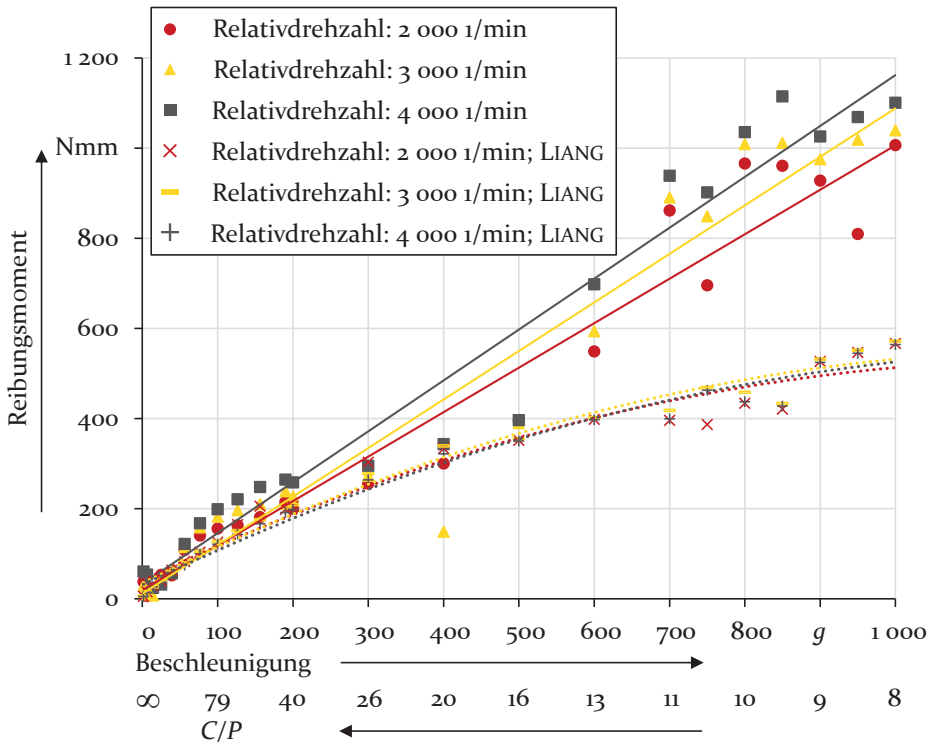 Relativdrehzahl: 2 000 1/min
Relativdrehzahl: 3 000 1/min
Relativdrehzahl: 4 000 1/min
Relativdrehzahl: 2 000 1/min; LIANG
Relativdrehzahl: 3 000 1/min; LIANG
Relativdrehzahl: 4 000 1/min; LIANG
1 200
Nmm
800
600
400
200
0
Reibungsmoment
0 100 200 300 400 500 600 700 800 g 1 000
Beschleunigung
∞ 79 40 26 20 16 13 11 10 9 8
C/P